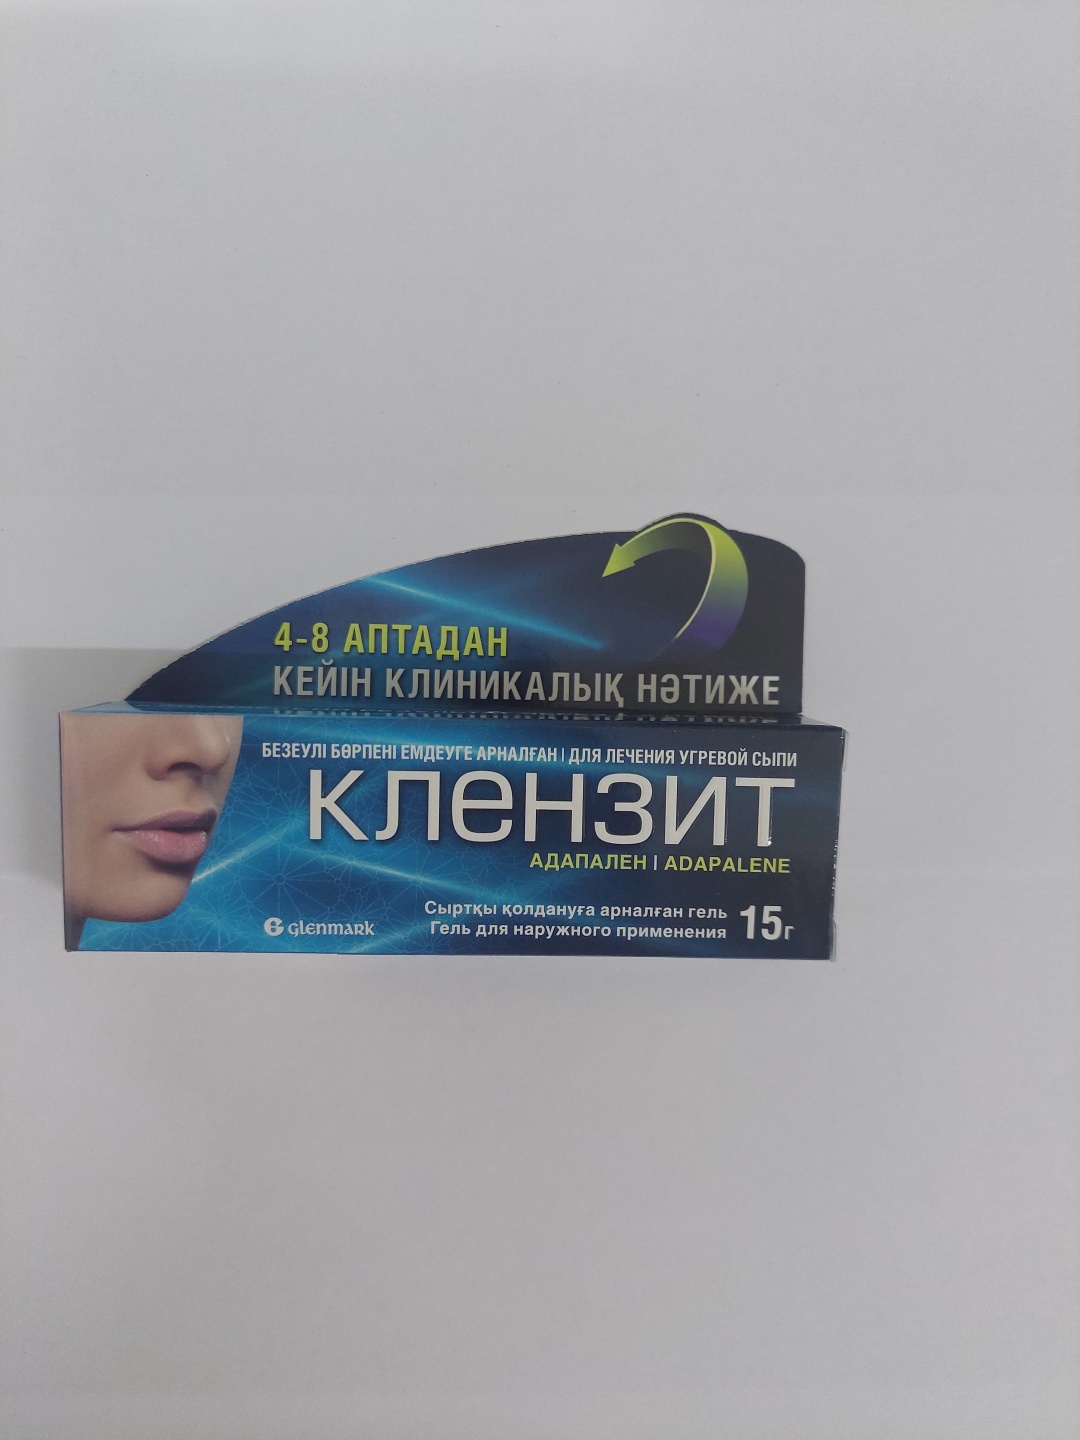 4-8 АПТАДАН
КЕЙІН КЛИНИКАЛЫҚ НӘТИЖЕ
БЕЗЕУЛІ БӨРПЕНІ ЕМДЕУГЕ АРНАЛҒАН | ДЛЯ ЛЕЧЕНИЯ УГРЕВОЙ СЫПИ
КЛЕНЗИТ
АДАПАЛЕН | ADAPALENE
Сыртқы қолдануға арналған гель
Гель для наружного применения 15г
Glenmark